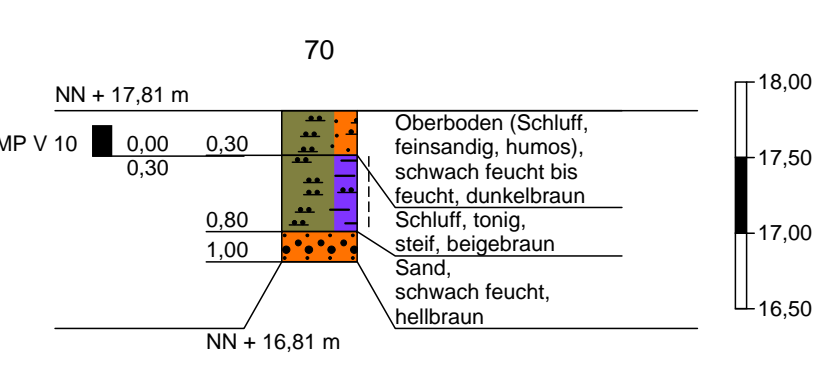 70
NN + 17,81 m
MP V 10
0,00
0,30
0,30
0,80
1,00
NN + 16,81 m
Oberboden (Schluff,
feinsandig, humos),
schwach feucht bis
feucht, dunkelbraun
Schluff, tonig,
steif, beigebraun
Sand,
schwach feucht,
hellbraun
18,00
17,50
17,00
16,50